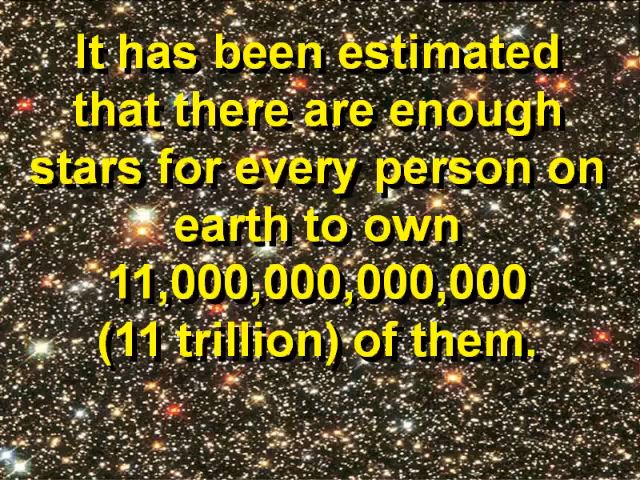 It has been estimated
that there are enough
stars for every person on
earth to own
11,000,000,000,000
(11 trillion) of them.